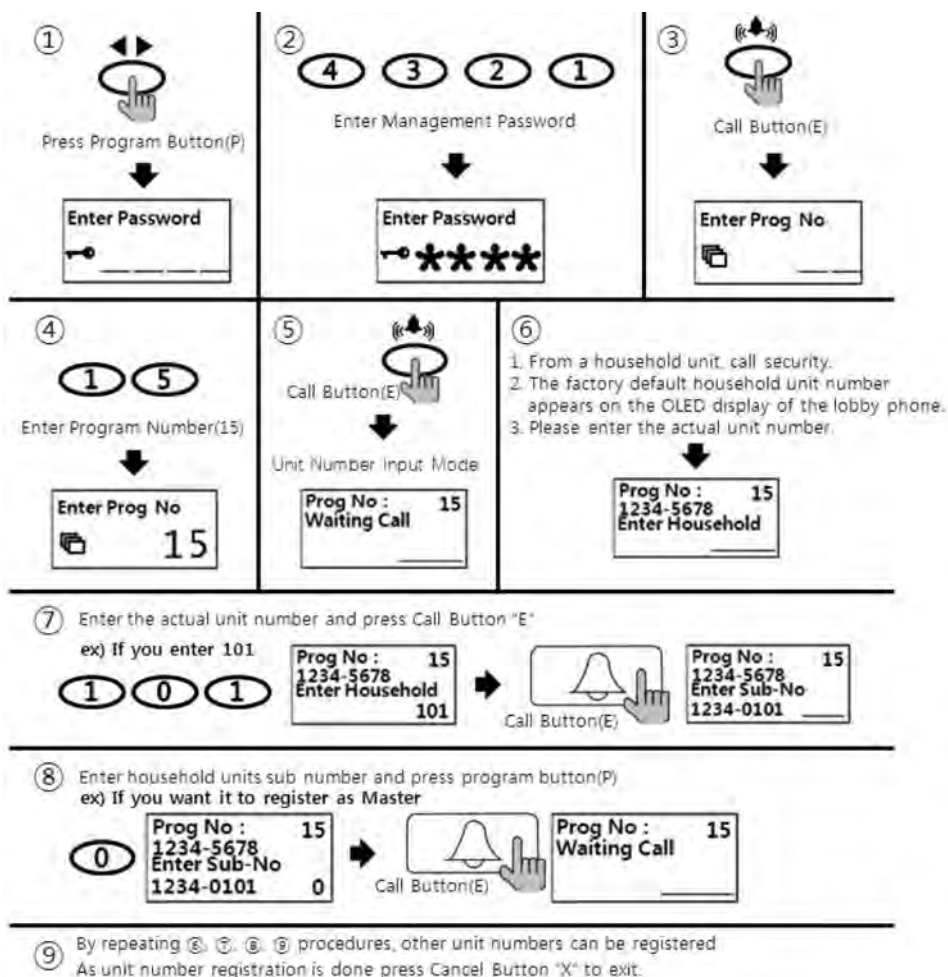 ①
Press Program Button(P)
Enter Password
②
4 3 2 1
Enter Management Password
Enter Password
****
③
Call Button(E)
Enter Prog No
④
1 5
Enter Program Number(15)
Enter Prog No
15
⑤
Call Button(E)
Unit Number Input Mode
Prog No : 15
Waiting Call
⑥
1. From a household unit, call security.
2. The factory default household unit number
appears on the OLED display of the lobby phone.
3. Please enter the actual unit number.
Prog No : 15
1234-5678
Enter Household
⑦ Enter the actual unit number and press Call Button "E"
ex) If you enter 101
1 0 1
Prog No : 15
1234-5678
Enter Household
101
Call Button(E)
Prog No : 15
1234-5678
Enter Sub-No
1234-0101
⑧ Enter household units sub number and press program button(P)
ex) If you want it to register as Master
0
Prog No : 15
1234-5678
Enter Sub-No
1234-0101 0
Call Button(E)
Prog No : 15
Waiting Call
⑨ By repeating ⑥, ⑦, ⑧, ⑨ procedures, other unit numbers can be registered
As unit number registration is done press Cancel Button "X" to exit.